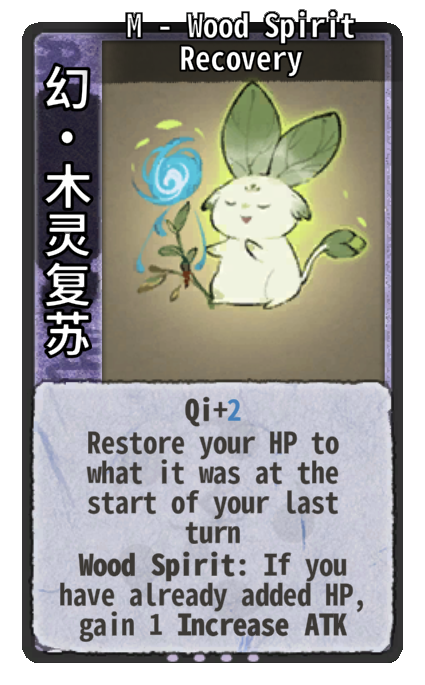 M - Wood Spirit
Recovery
幻·木灵复苏
Qi+2
Restore your HP to
what it was at the
start of your last
turn
Wood Spirit: If you
have already added HP,
gain 1 Increase ATK